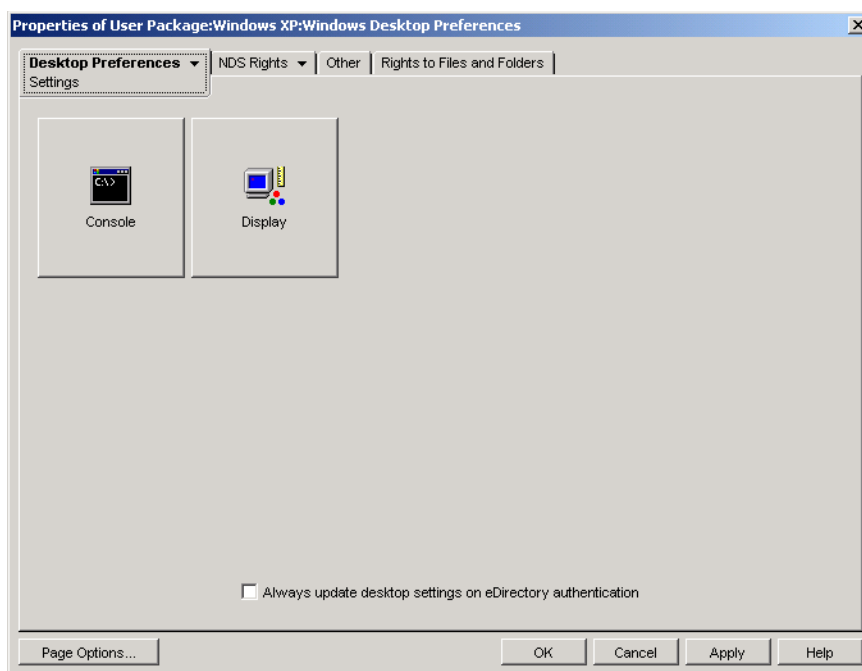 Properties of User Package:Windows XP:Windows Desktop Preferences
Desktop Preferences NDS Rights Other Rights to Files and Folders
Settings
C:\>
Console Display
Always update desktop settings on eDirectory authentication
Page Options... OK Cancel Apply Help